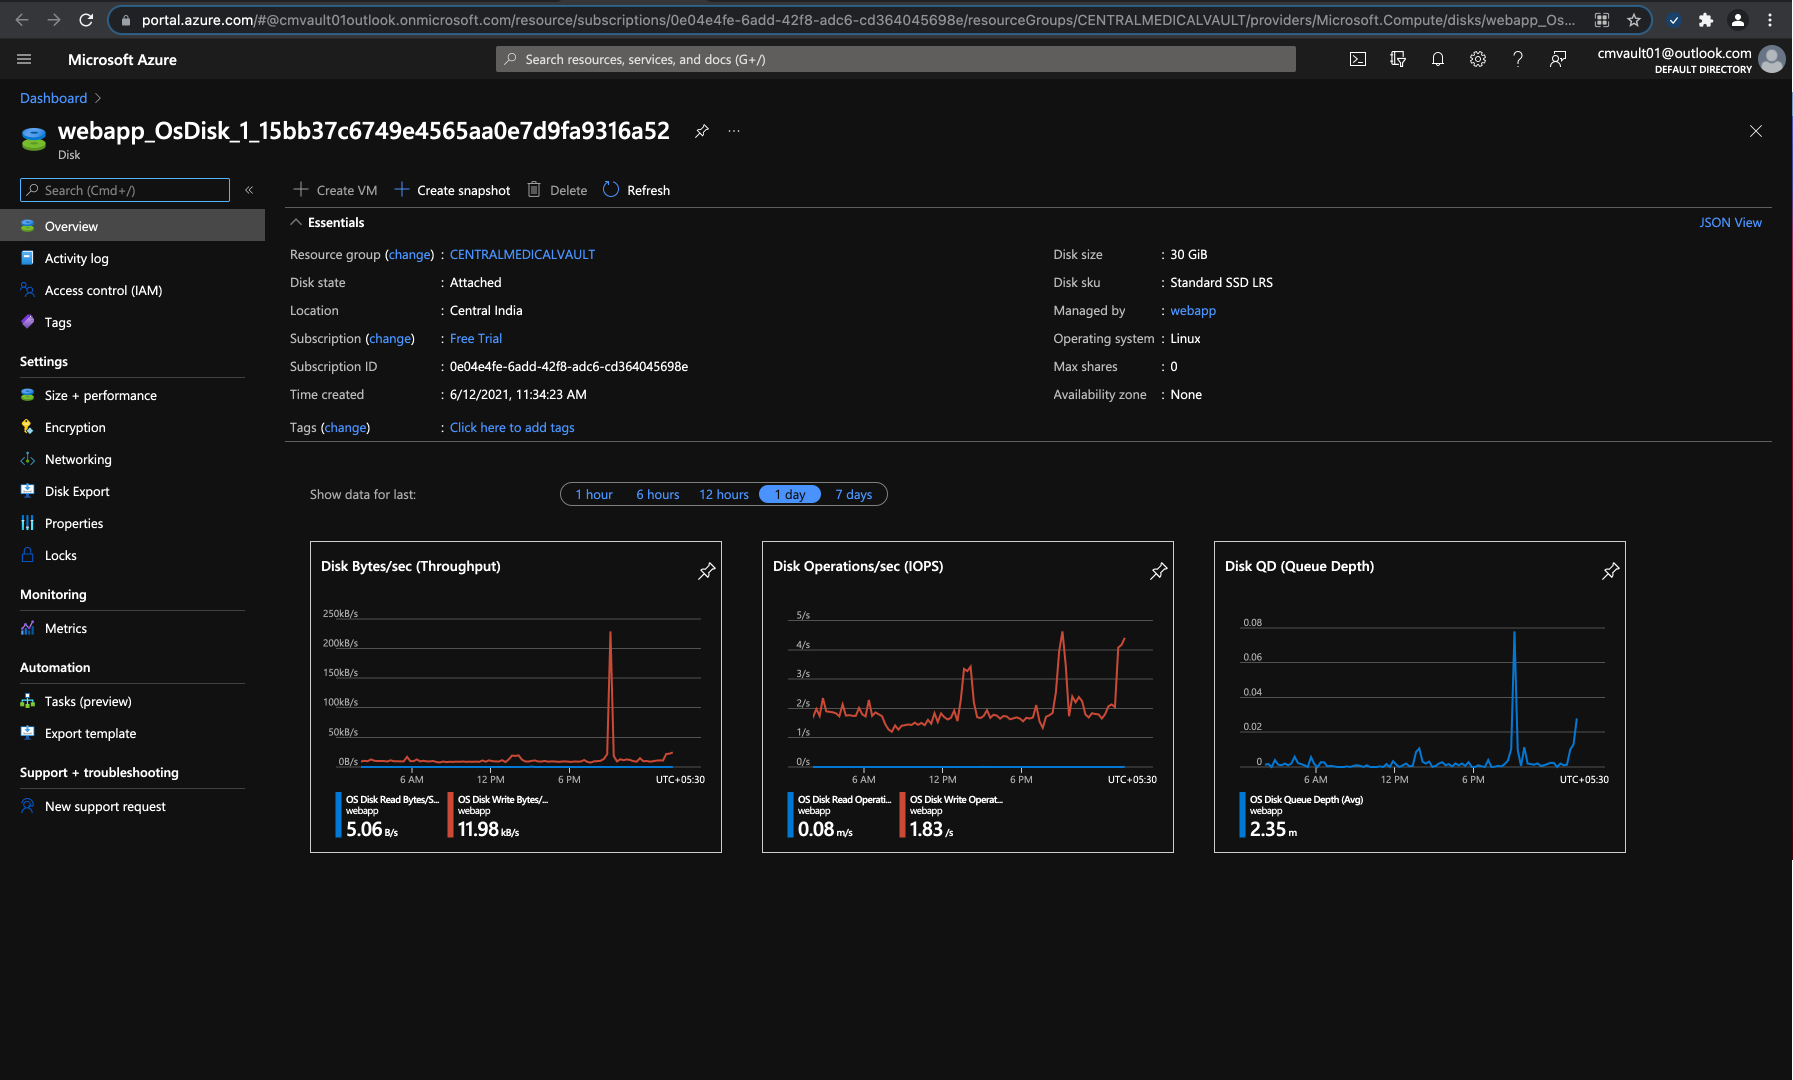 portal.azure.com/#@cmvault01outlook.onmicrosoft.com/resource/subscriptions/0e04e4fe-6add-42f8-adc6-cd364045698e/resourceGroups/CENTRALMEDICALVAULT/providers/Microsoft.Compute/disks/webapp_Os...
Microsoft Azure
Search resources, services, and docs (G+/)
cmvault01@outlook.com
DEFAULT DIRECTORY
Dashboard
webapp_OsDisk_1_15bb37c6749e4565aa0e7d9fa9316a52
Disk
Search (Cmd+/)
Overview
Activity log
Access control (IAM)
Tags
Settings
Size + performance
Encryption
Networking
Disk Export
Properties
Locks
Monitoring
Metrics
Automation
Tasks (preview)
Export template
Support + troubleshooting
New support request
Create VM Create snapshot Delete Refresh
Essentials
JSON View
Resource group (change) : CENTRALMEDICALVAULT
Disk state : Attached
Location : Central India
Subscription (change) : Free Trial
Subscription ID : 0e04e4fe-6add-42f8-adc6-cd364045698e
Time created : 6/12/2021, 11:34:23 AM
Tags (change) : Click here to add tags
Disk size : 30 GiB
Disk sku : Standard SSD LRS
Managed by : webapp
Operating system : Linux
Max shares : 0
Availability zone : None
Show data for last: 1 hour 6 hours 12 hours 1 day 7 days
Disk Bytes/sec (Throughput)
250kB/s
200kB/s
150kB/s
100kB/s
50kB/s
0B/s
6 AM 12 PM 6 PM UTC+05:30
OS Disk Read Bytes/S... OS Disk Write Bytes/...
webapp webapp
5.06 B/s 11.98 kB/s
Disk Operations/sec (IOPS)
5/s
4/s
3/s
2/s
1/s
0/s
6 AM 12 PM 6 PM UTC+05:30
OS Disk Read Operati... OS Disk Write Operat...
webapp webapp
0.08 m/s 1.83 /s
Disk QD (Queue Depth)
0.08
0.06
0.04
0.02
0
6 AM 12 PM 6 PM UTC+05:30
OS Disk Queue Depth (Avg)
webapp
2.35 m